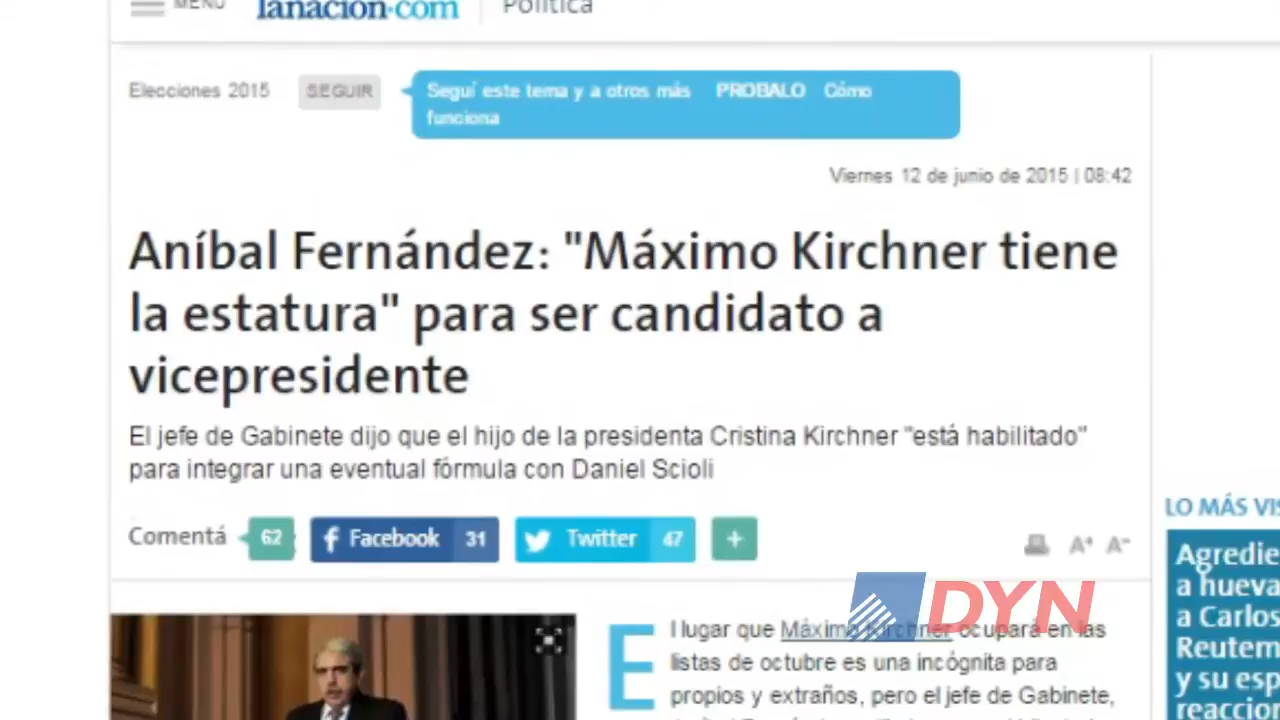 MENÚ lanacion.com Política
Elecciones 2015 SEGUIR Seguí este tema y a otros más PROBALO Cómo
funciona
Viernes 12 de junio de 2015 | 08:42
Aníbal Fernández: "Máximo Kirchner tiene
la estatura" para ser candidato a
vicepresidente
El jefe de Gabinete dijo que el hijo de la presidenta Cristina Kirchner "está habilitado"
para integrar una eventual fórmula con Daniel Scioli
Comentá 62 Facebook 31 Twitter 47 +
A+ A-
LO MÁS VIS
Agredie
a hueva
a Carlos
Reutem
y su esp
reaccion
DYN
El lugar que Máximo Kirchner ocupará en las
listas de octubre es una incógnita para
propios y extraños, pero el jefe de Gabinete,